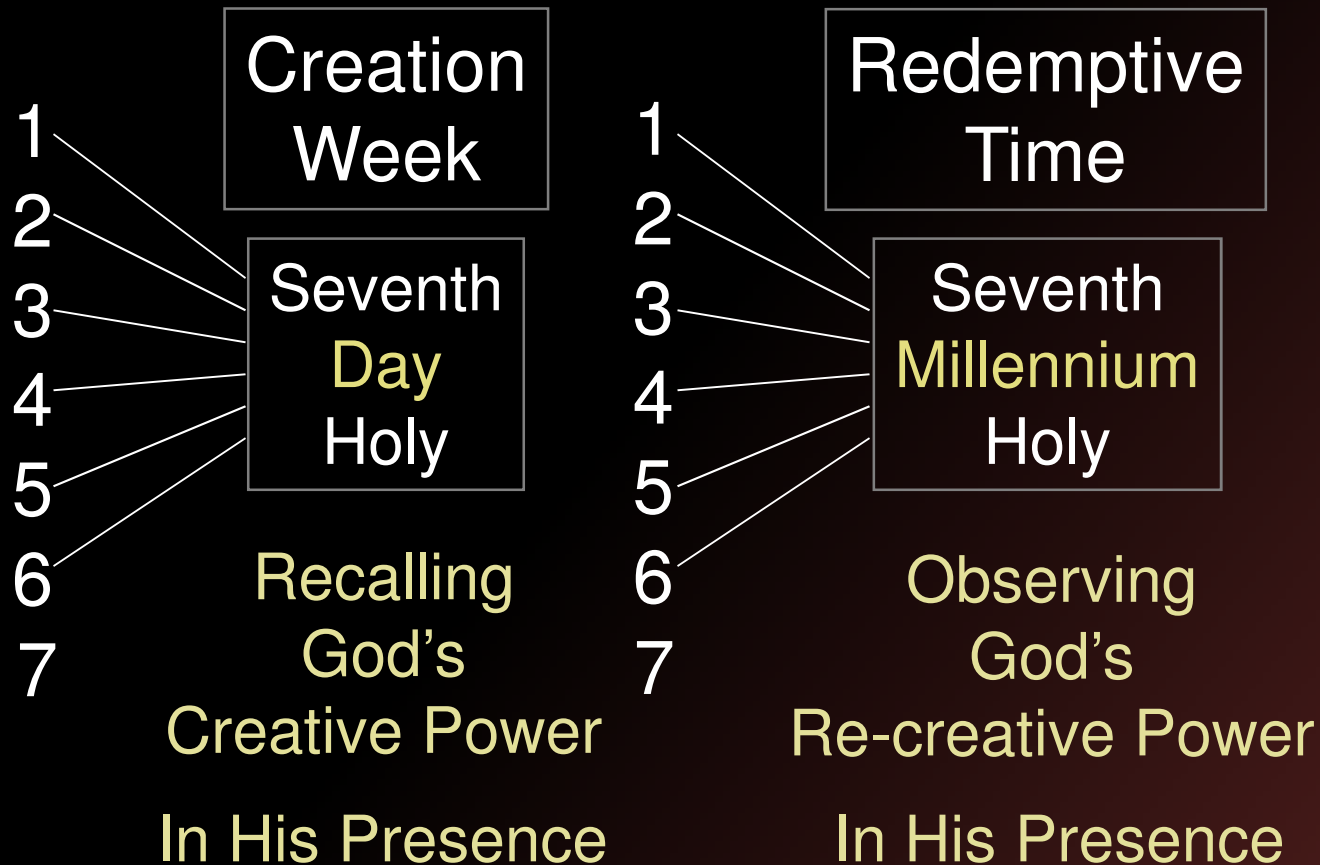 Creation
Week
1
2
3
4
5
6
7
Seventh
Day
Holy
Recalling
God's
Creative Power
In His Presence
Redemptive
Time
1
2
3
4
5
6
7
Seventh
Millennium
Holy
Observing
God's
Re-creative Power
In His Presence